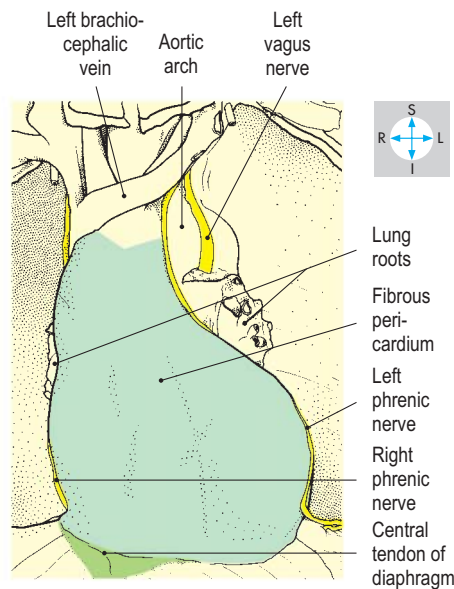 Left brachio-
cephalic
vein
Aortic
arch
Left
vagus
nerve
S
R
L
I
Lung
roots
Fibrous
peri-
cardium
Left
phrenic
nerve
Right
phrenic
nerve
Central
tendon of
diaphragm